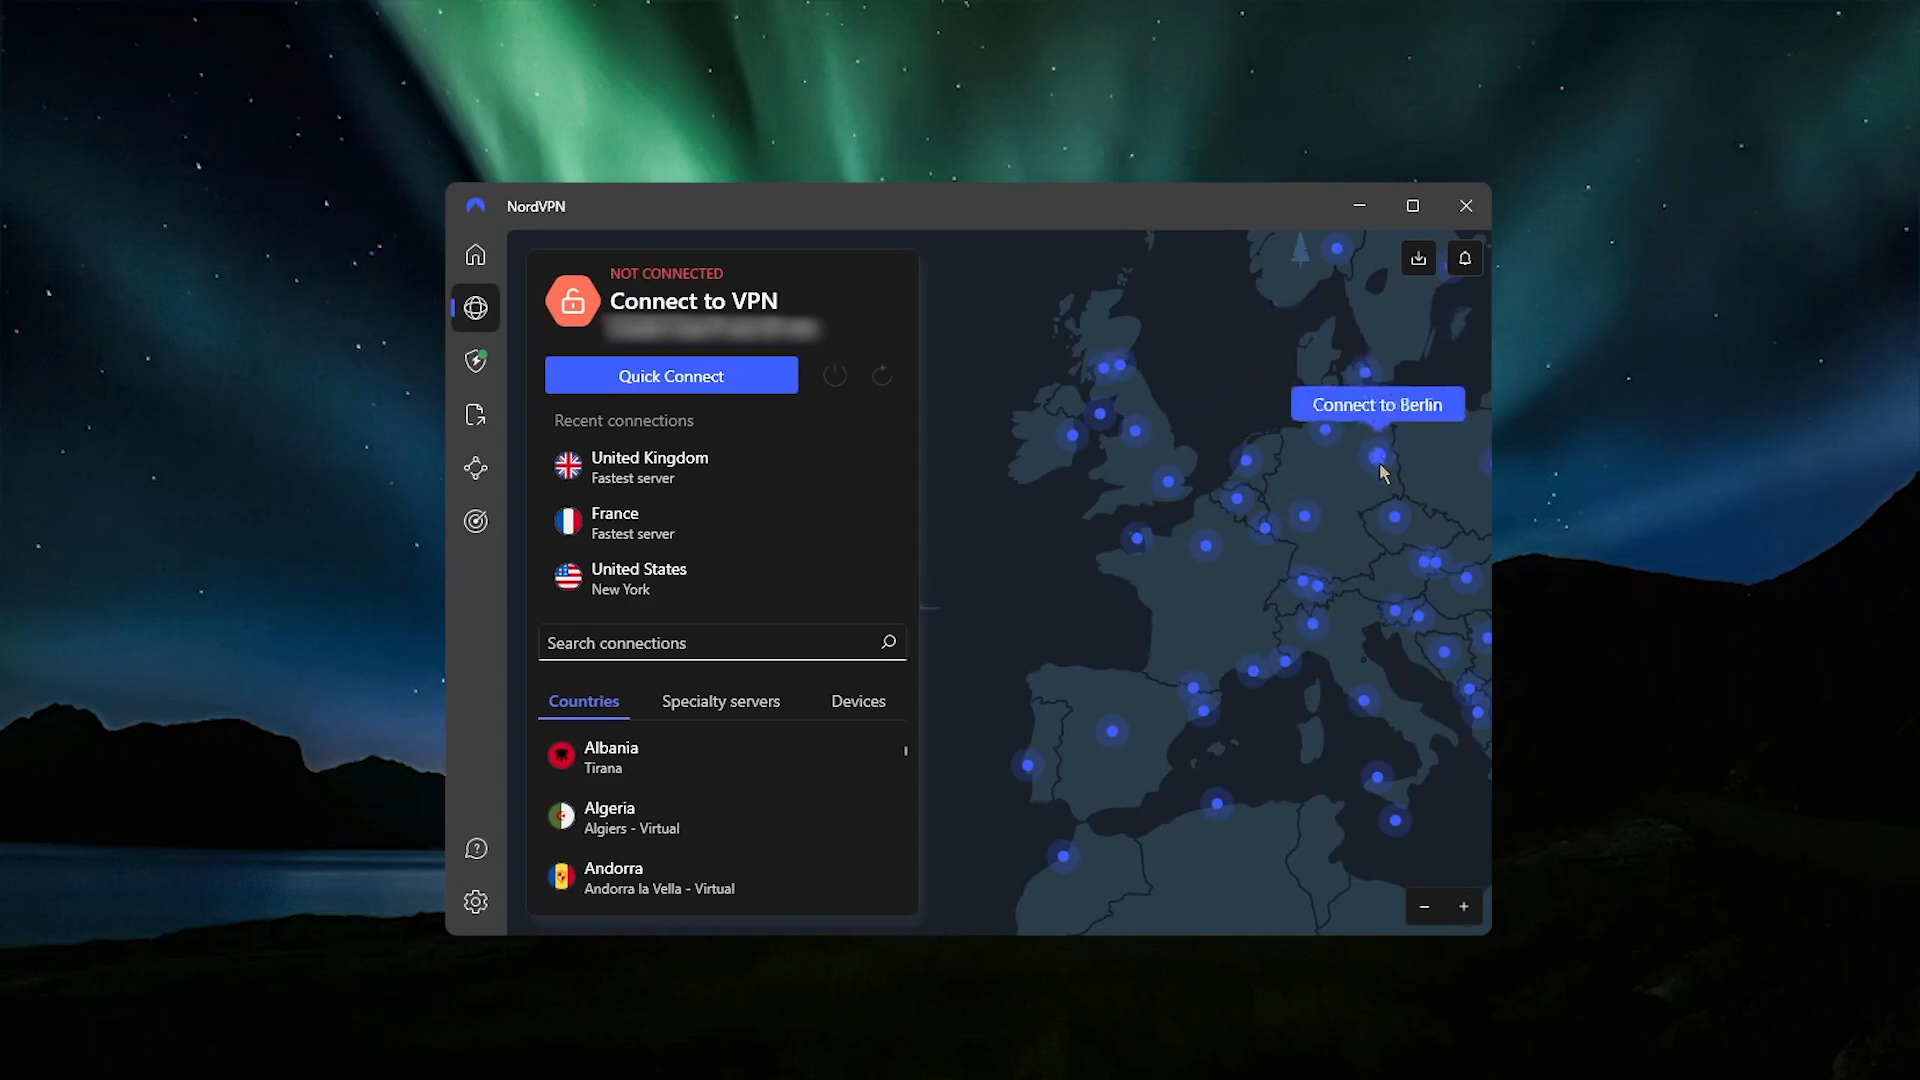 NordVPN
NOT CONNECTED
Connect to VPN
Quick Connect
Recent connections
United Kingdom
Fastest server
France
Fastest server
United States
New York
Search connections
Countries Specialty servers Devices
Albania
Tirana
Algeria
Algiers - Virtual
Andorra
Andorra la Vella - Virtual
Connect to Berlin